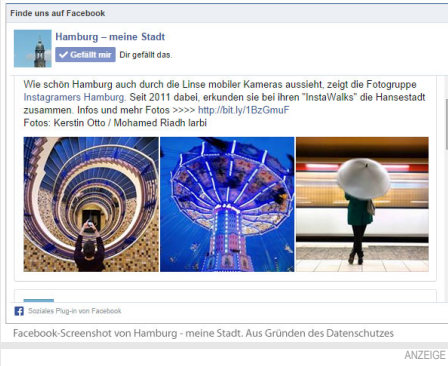 Finde uns auf Facebook
Hamburg – meine Stadt
Gefällt mir Dir gefällt das.
Wie schön Hamburg auch durch die Linse mobiler Kameras aussieht, zeigt die Fotogruppe
Instagramers Hamburg. Seit 2011 dabei, erkunden sie bei ihren "InstaWalks" die Hansestadt
zusammen. Infos und mehr Fotos >>>> http://bit.ly/1BzGmuF
Fotos: Kerstin Otto / Mohamed Riadh larbi
Soziales Plug-in von Facebook
Facebook-Screenshot von Hamburg - meine Stadt. Aus Gründen des Datenschutzes
ANZEIGE